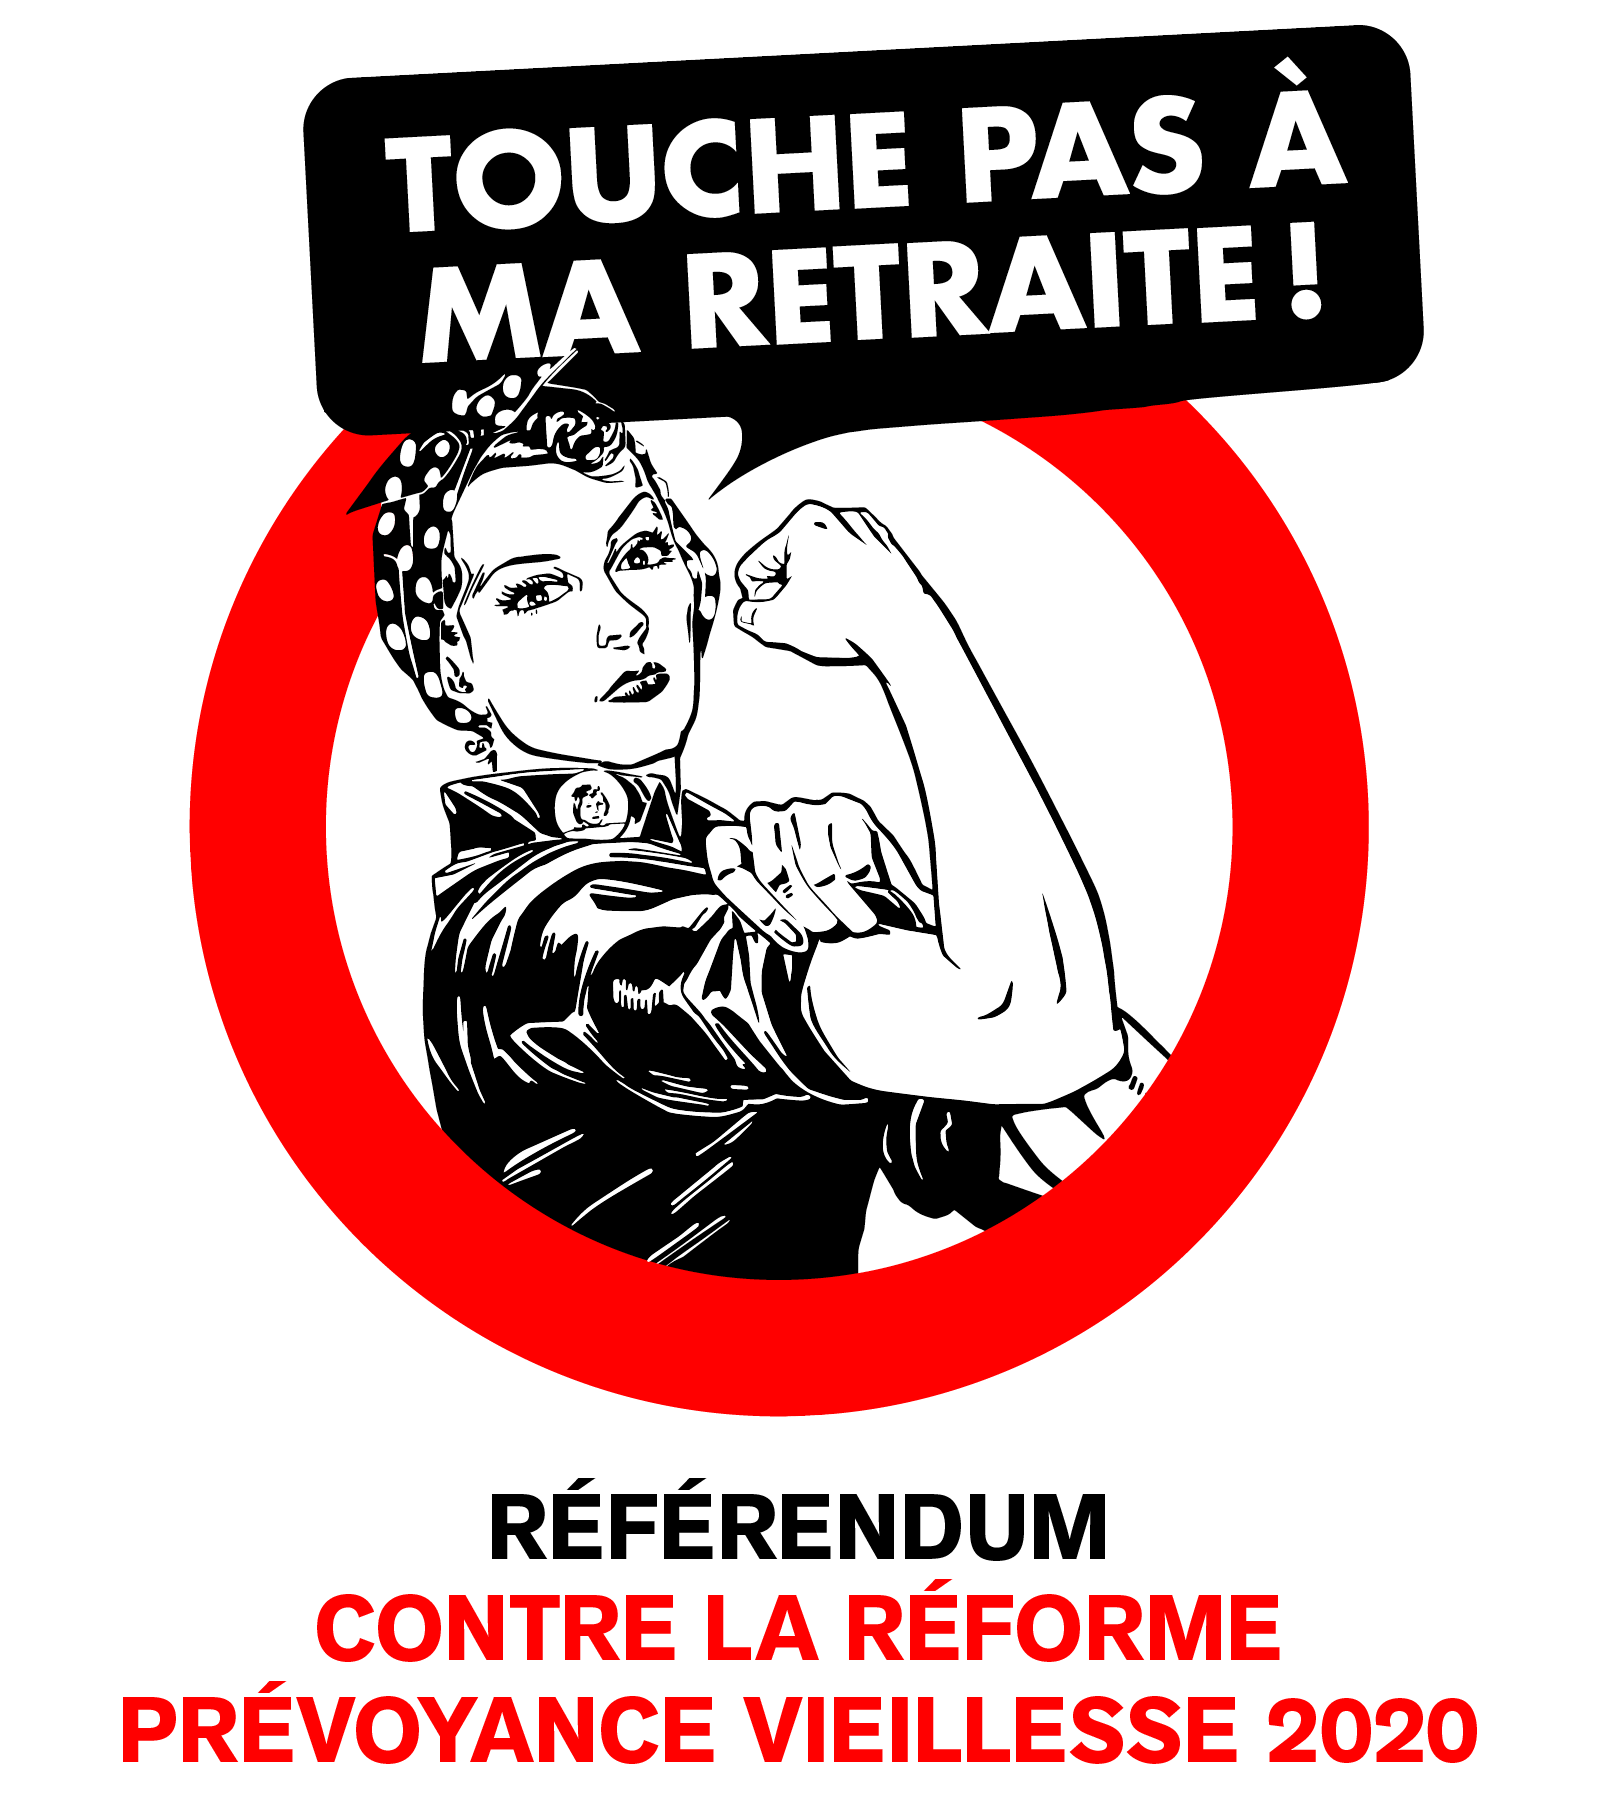 TOUCHE PAS À
MA RETRAITE !
RÉFÉRENDUM
CONTRE LA RÉFORME
PRÉVOYANCE VIEILLESSE 2020